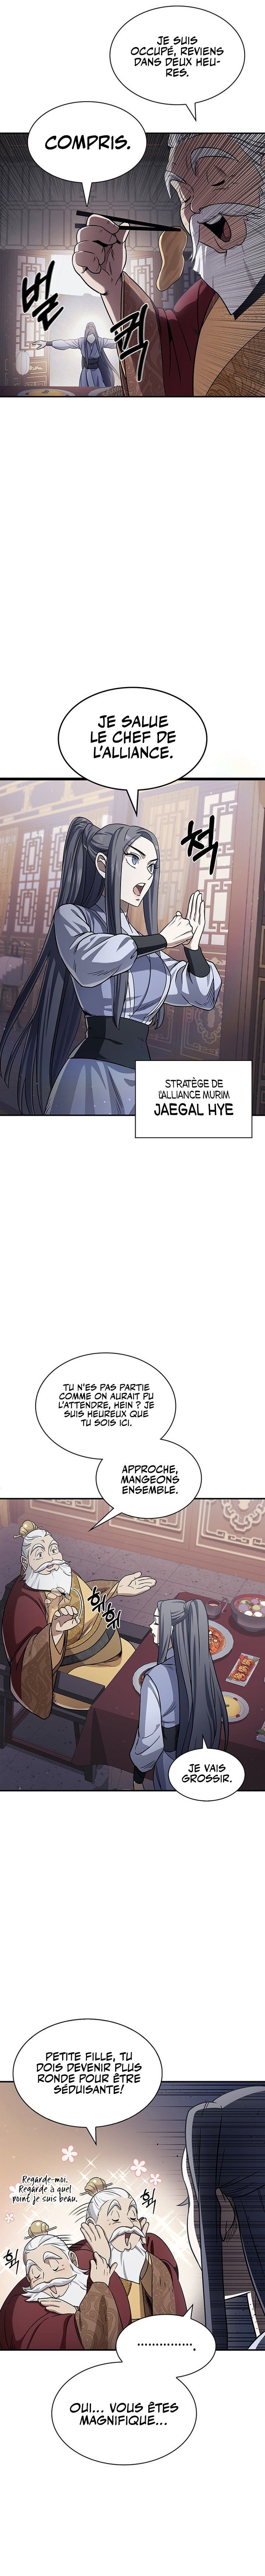 JE SUIS
OCCUPÉ, REVIENS
DANS DEUX HEU-
RES.
COMPRIS.
벌
컥
JE SALUE
LE CHEF DE
L'ALLIANCE.
척
STRATÈGE DE
L'ALLIANCE MURIM
JAEGAL HYE
TU N'ES PAS PARTIE
COMME ON AURAIT PU
L'ATTENDRE, HEIN ? JE
SUIS HEUREUX QUE
TU SOIS ICI.
APPROCHE,
MANGEONS
ENSEMBLE.
JE VAIS
GROSSIR.
PETITE FILLE, TU
DOIS DEVENIR PLUS
RONDE POUR ÊTRE
SÉDUISANTE!
Regarde-moi.
Regarde à quel
point je suis beau.
...............
OUI... VOUS ÊTES
MAGNIFIQUE...